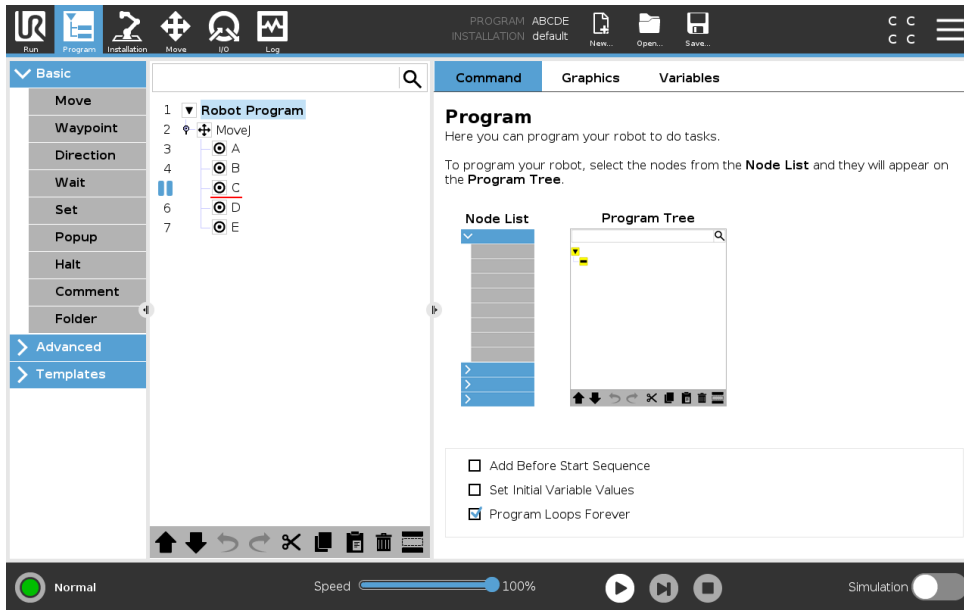 UR
Run
Program
Installation
Move
I/O
Log
PROGRAM ABCDE
INSTALLATION default
New...
Open...
Save...
C C
C C
Basic
Move
Waypoint
Direction
Wait
Set
Popup
Halt
Comment
Folder
Advanced
Templates
1 Robot Program
2 MoveJ
3 A
4 B
C
6 D
7 E
Command Graphics Variables
Program
Here you can program your robot to do tasks.
To program your robot, select the nodes from the Node List and they will appear on
the Program Tree.
Node List Program Tree
Add Before Start Sequence
Set Initial Variable Values
Program Loops Forever
Normal
Speed 100%
Simulation